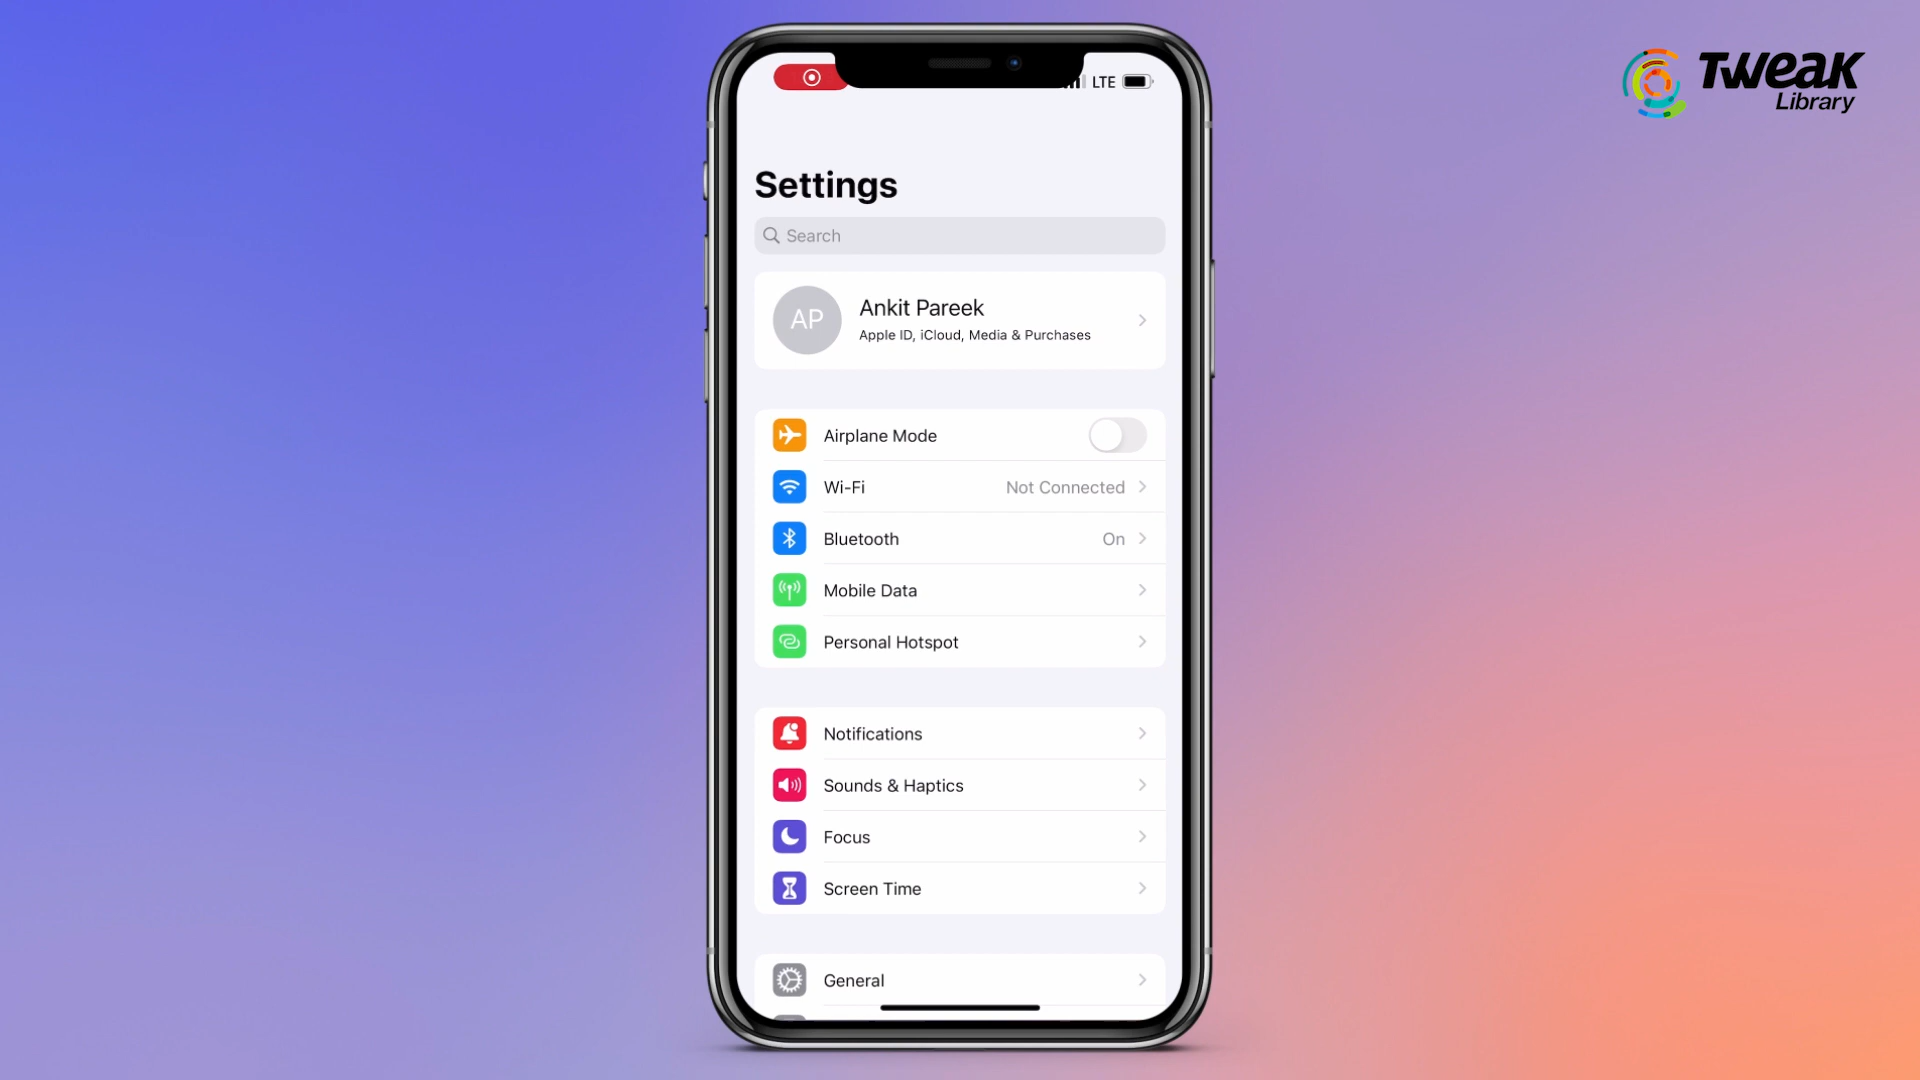 LTE
TWEAK
Library
Settings
Search
AP
Ankit Pareek
Apple ID, iCloud, Media & Purchases
Airplane Mode
Wi-Fi Not Connected
Bluetooth On
Mobile Data
Personal Hotspot
Notifications
Sounds & Haptics
Focus
Screen Time
General